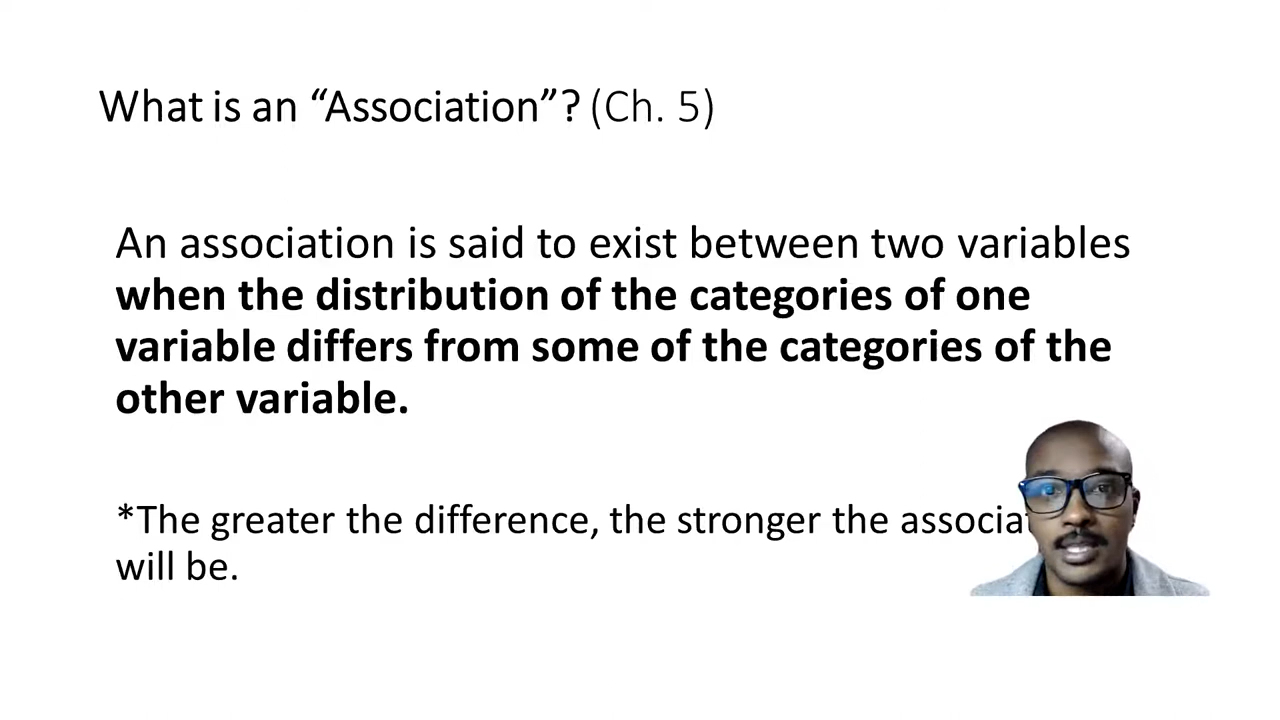 What is an “Association”? (Ch. 5)
An association is said to exist between two variables
when the distribution of the categories of one
variable differs from some of the categories of the
other variable.
*The greater the difference, the stronger the
will be.